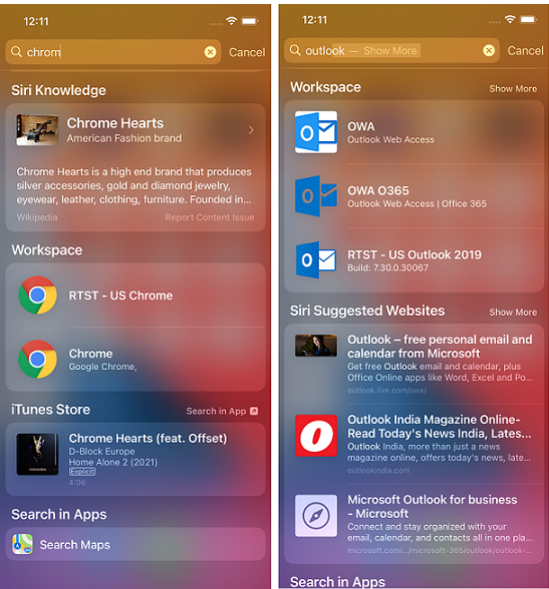 12:11
chrom
Cancel
Siri Knowledge
Chrome Hearts
American Fashion brand
Chrome Hearts is a high end brand that produces
silver accessories, gold and diamond jewelry,
eyewear, leather, clothing, furniture. Founded in...
Wikipedia
Report Content Issue
Workspace
RTST - US Chrome
Chrome
Google Chrome,
iTunes Store
Search in App
Chrome Hearts (feat. Offset)
D-Block Europe
Home Alone 2 (2021)
Explicit
4:06
Search in Apps
Search Maps
12:11
outlook — Show More
Cancel
Workspace
Show More
OWA
Outlook Web Access
OWA O365
Outlook Web Access | Office 365
RTST - US Outlook 2019
Build: 7.30.0.30067
Siri Suggested Websites
Show More
Outlook – free personal email and
calendar from Microsoft
Get free Outlook email and calendar, plus
Office Online apps like Word, Excel and Po...
outlook.live.com/owa/
Outlook India Magazine Online-
Read Today's News India, Lates...
Outlook India, more than just a news
magazine online, offers today's news, late...
outlookindia.com
Microsoft Outlook for business
- Microsoft
Connect and stay organized with your
email, calendar, and contacts all in one pla...
microsoft.com/.../microsoft-365/outlook/outlook-...
Search in Apps